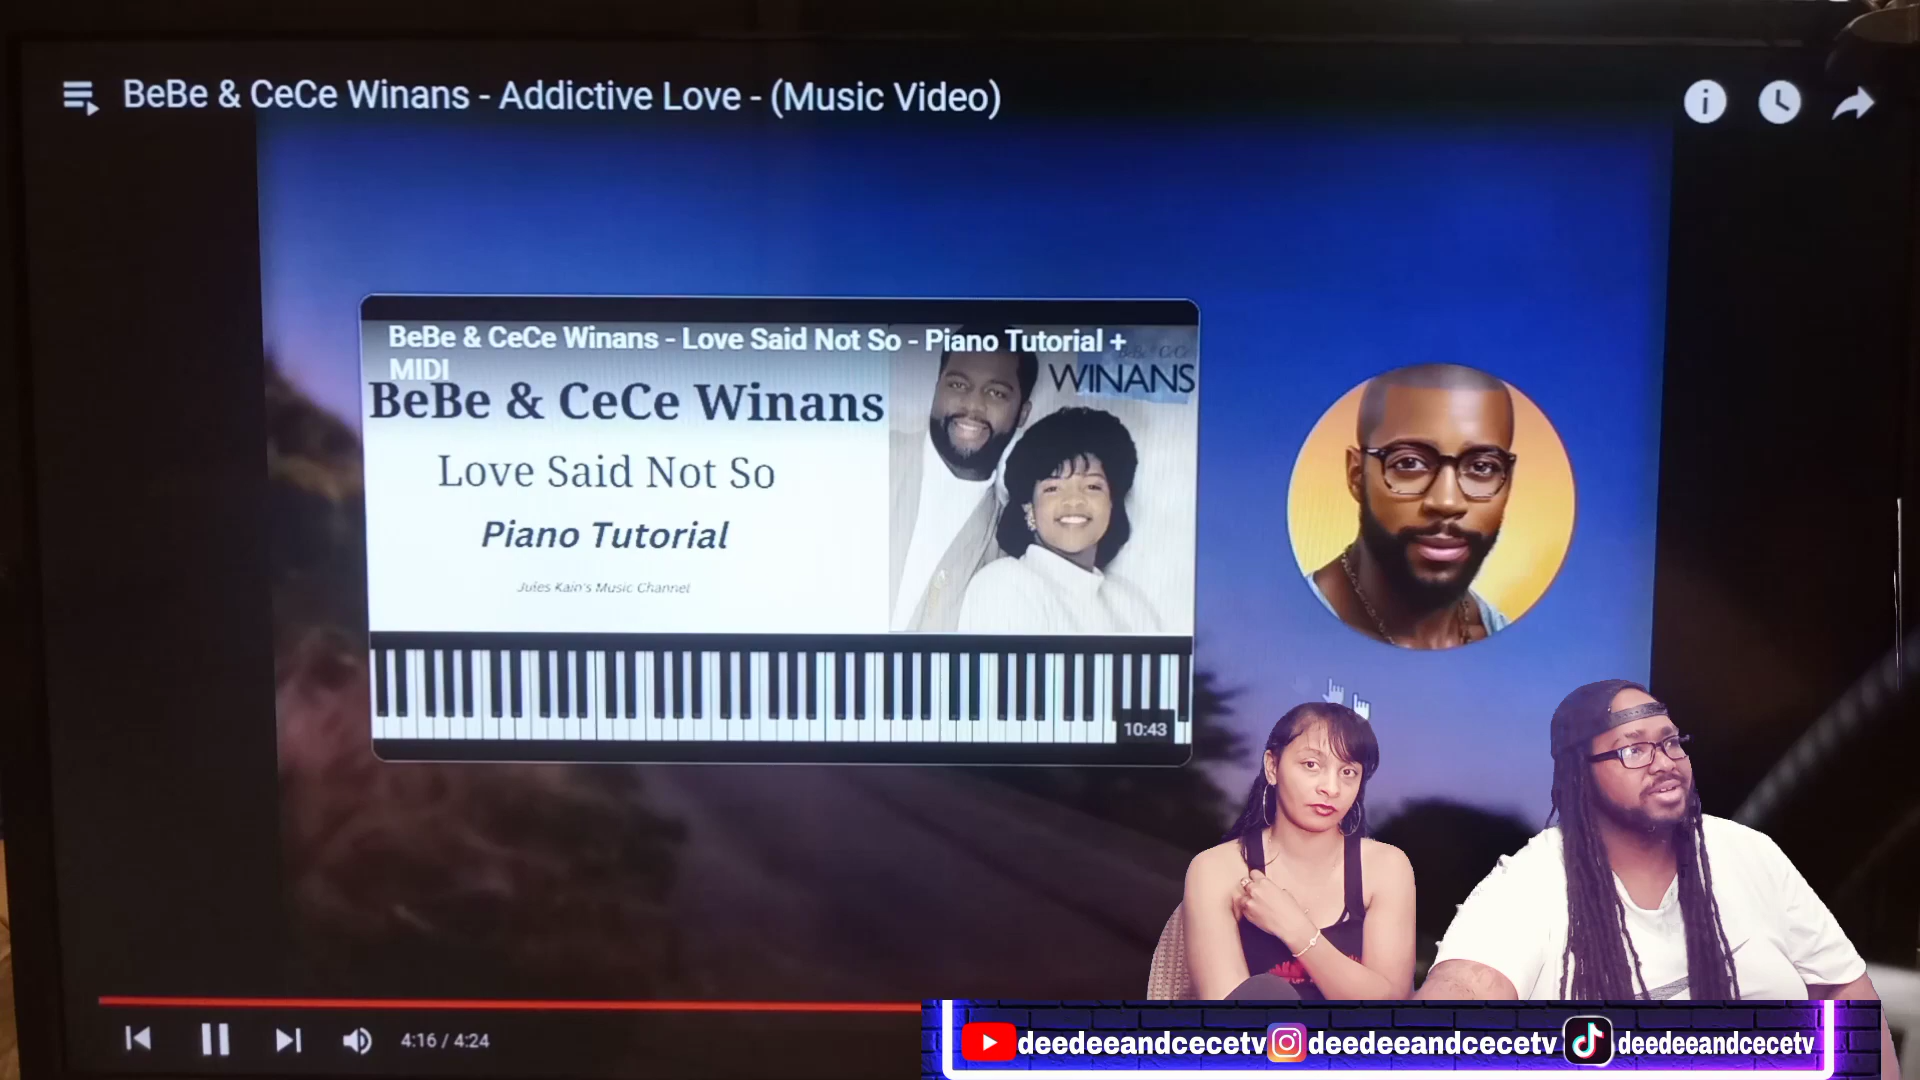 BeBe & CeCe Winans - Addictive Love - (Music Video)
BeBe & CeCe Winans - Love Said Not So - Piano Tutorial +
MIDI
BeBe & CeCe
WINANS
BeBe & CeCe Winans
Love Said Not So
Piano Tutorial
Jules Kain's Music Channel
10:43
4:16 / 4:24
deedeeandcecetv deedeeandcecetv deedeeandcecetv